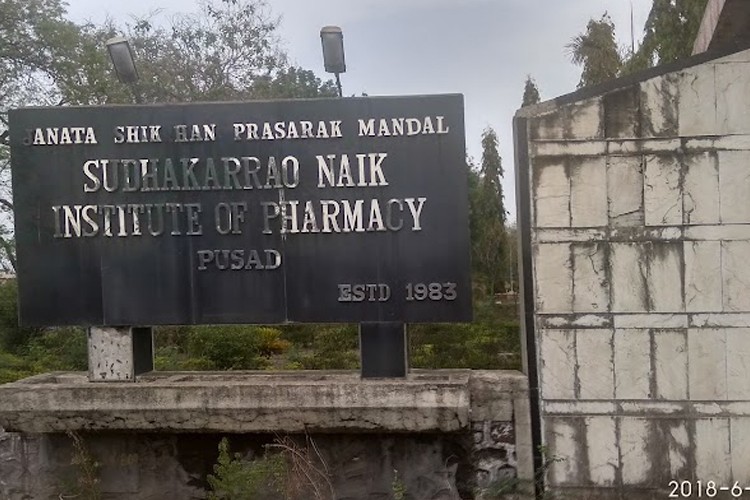 JANATA SHIK HAN PRASARAK MANDAL
SUDHAKARRAO NAIK
INSTITUTE OF PHARMACY
PUSAD
ESTD 1983
2018-6-